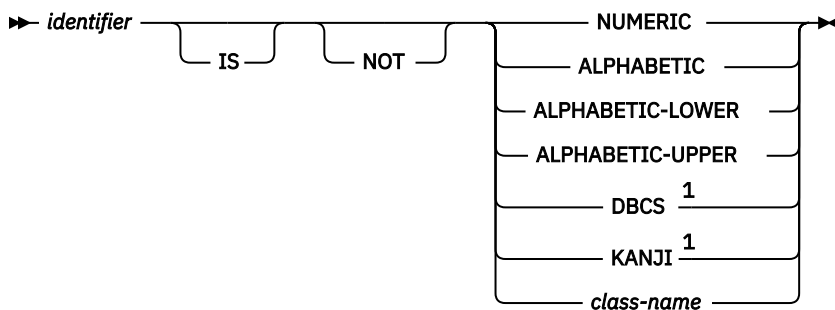 identifier NUMERIC
IS NOT ALPHABETIC
ALPHABETIC-LOWER
ALPHABETIC-UPPER
DBCS 1
KANJI 1
class-name